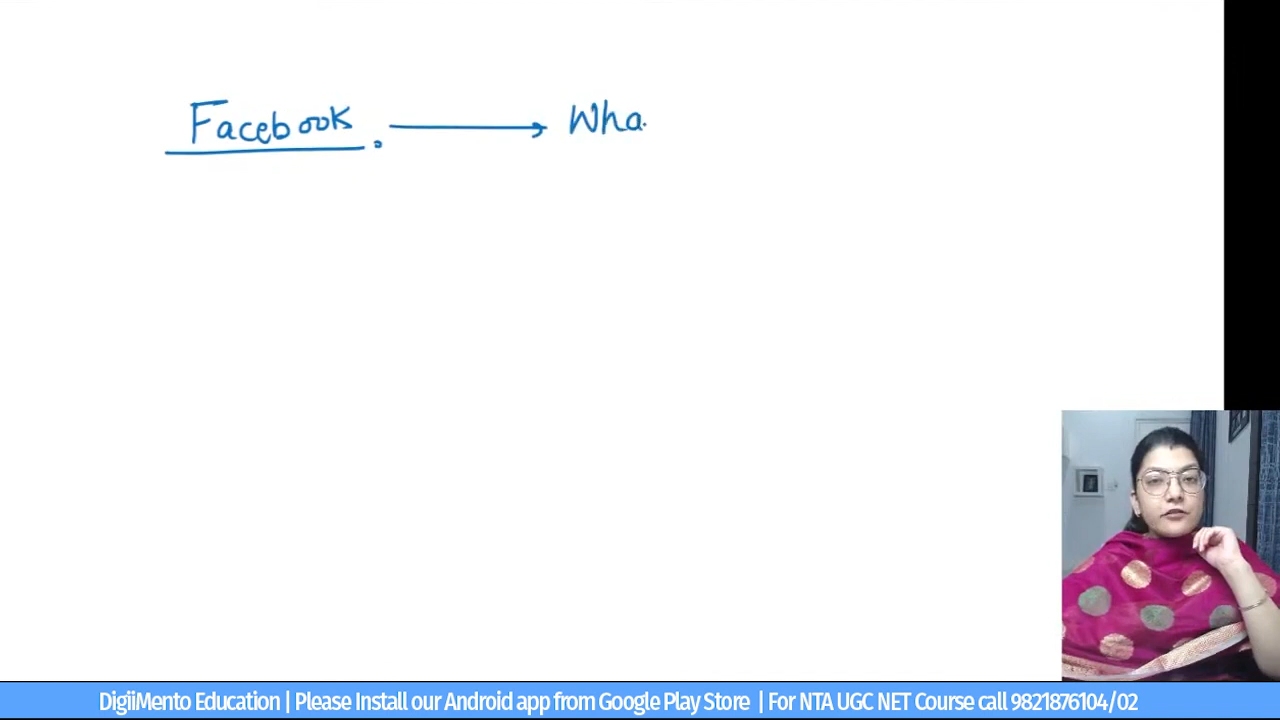 Facebook. → Wha
DigiiMento Education | Please Install our Android app from Google Play Store | For NTA UGC NET Course call 9821876104/02